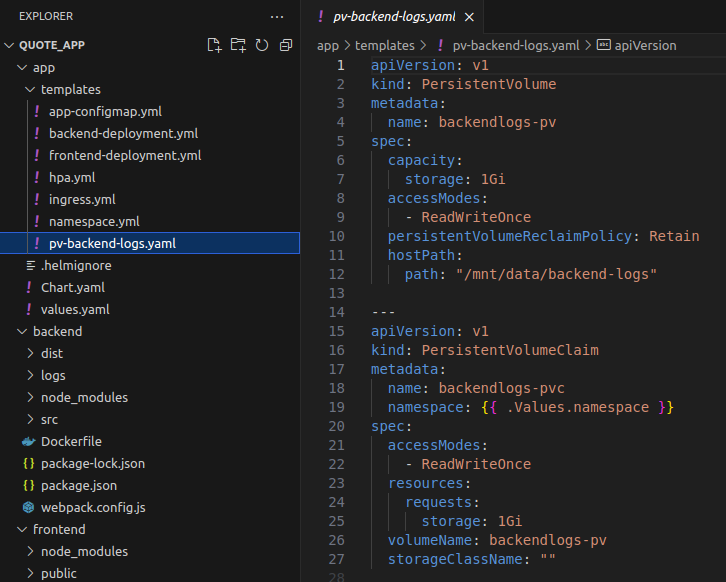 EXPLORER
QUOTE_APP
app
templates
app-configmap.yml
backend-deployment.yml
frontend-deployment.yml
hpa.yml
ingress.yml
namespace.yml
pv-backend-logs.yaml
.helmignore
Chart.yaml
values.yaml
backend
dist
logs
node_modules
src
Dockerfile
package-lock.json
package.json
webpack.config.js
frontend
node_modules
public
pv-backend-logs.yaml
app > templates > ! pv-backend-logs.yaml > apiVersion
1 apiVersion: v1
2 kind: PersistentVolume
3 metadata:
4   name: backendlogs-pv
5 spec:
6   capacity:
7     storage: 1Gi
8   accessModes:
9     - ReadWriteOnce
10   persistentVolumeReclaimPolicy: Retain
11   hostPath:
12     path: "/mnt/data/backend-logs"
13
14 ---
15 apiVersion: v1
16 kind: PersistentVolumeClaim
17 metadata:
18   name: backendlogs-pvc
19   namespace: {{ .Values.namespace }}
20 spec:
21   accessModes:
22     - ReadWriteOnce
23   resources:
24     requests:
25       storage: 1Gi
26   volumeName: backendlogs-pv
27   storageClassName: ""
28